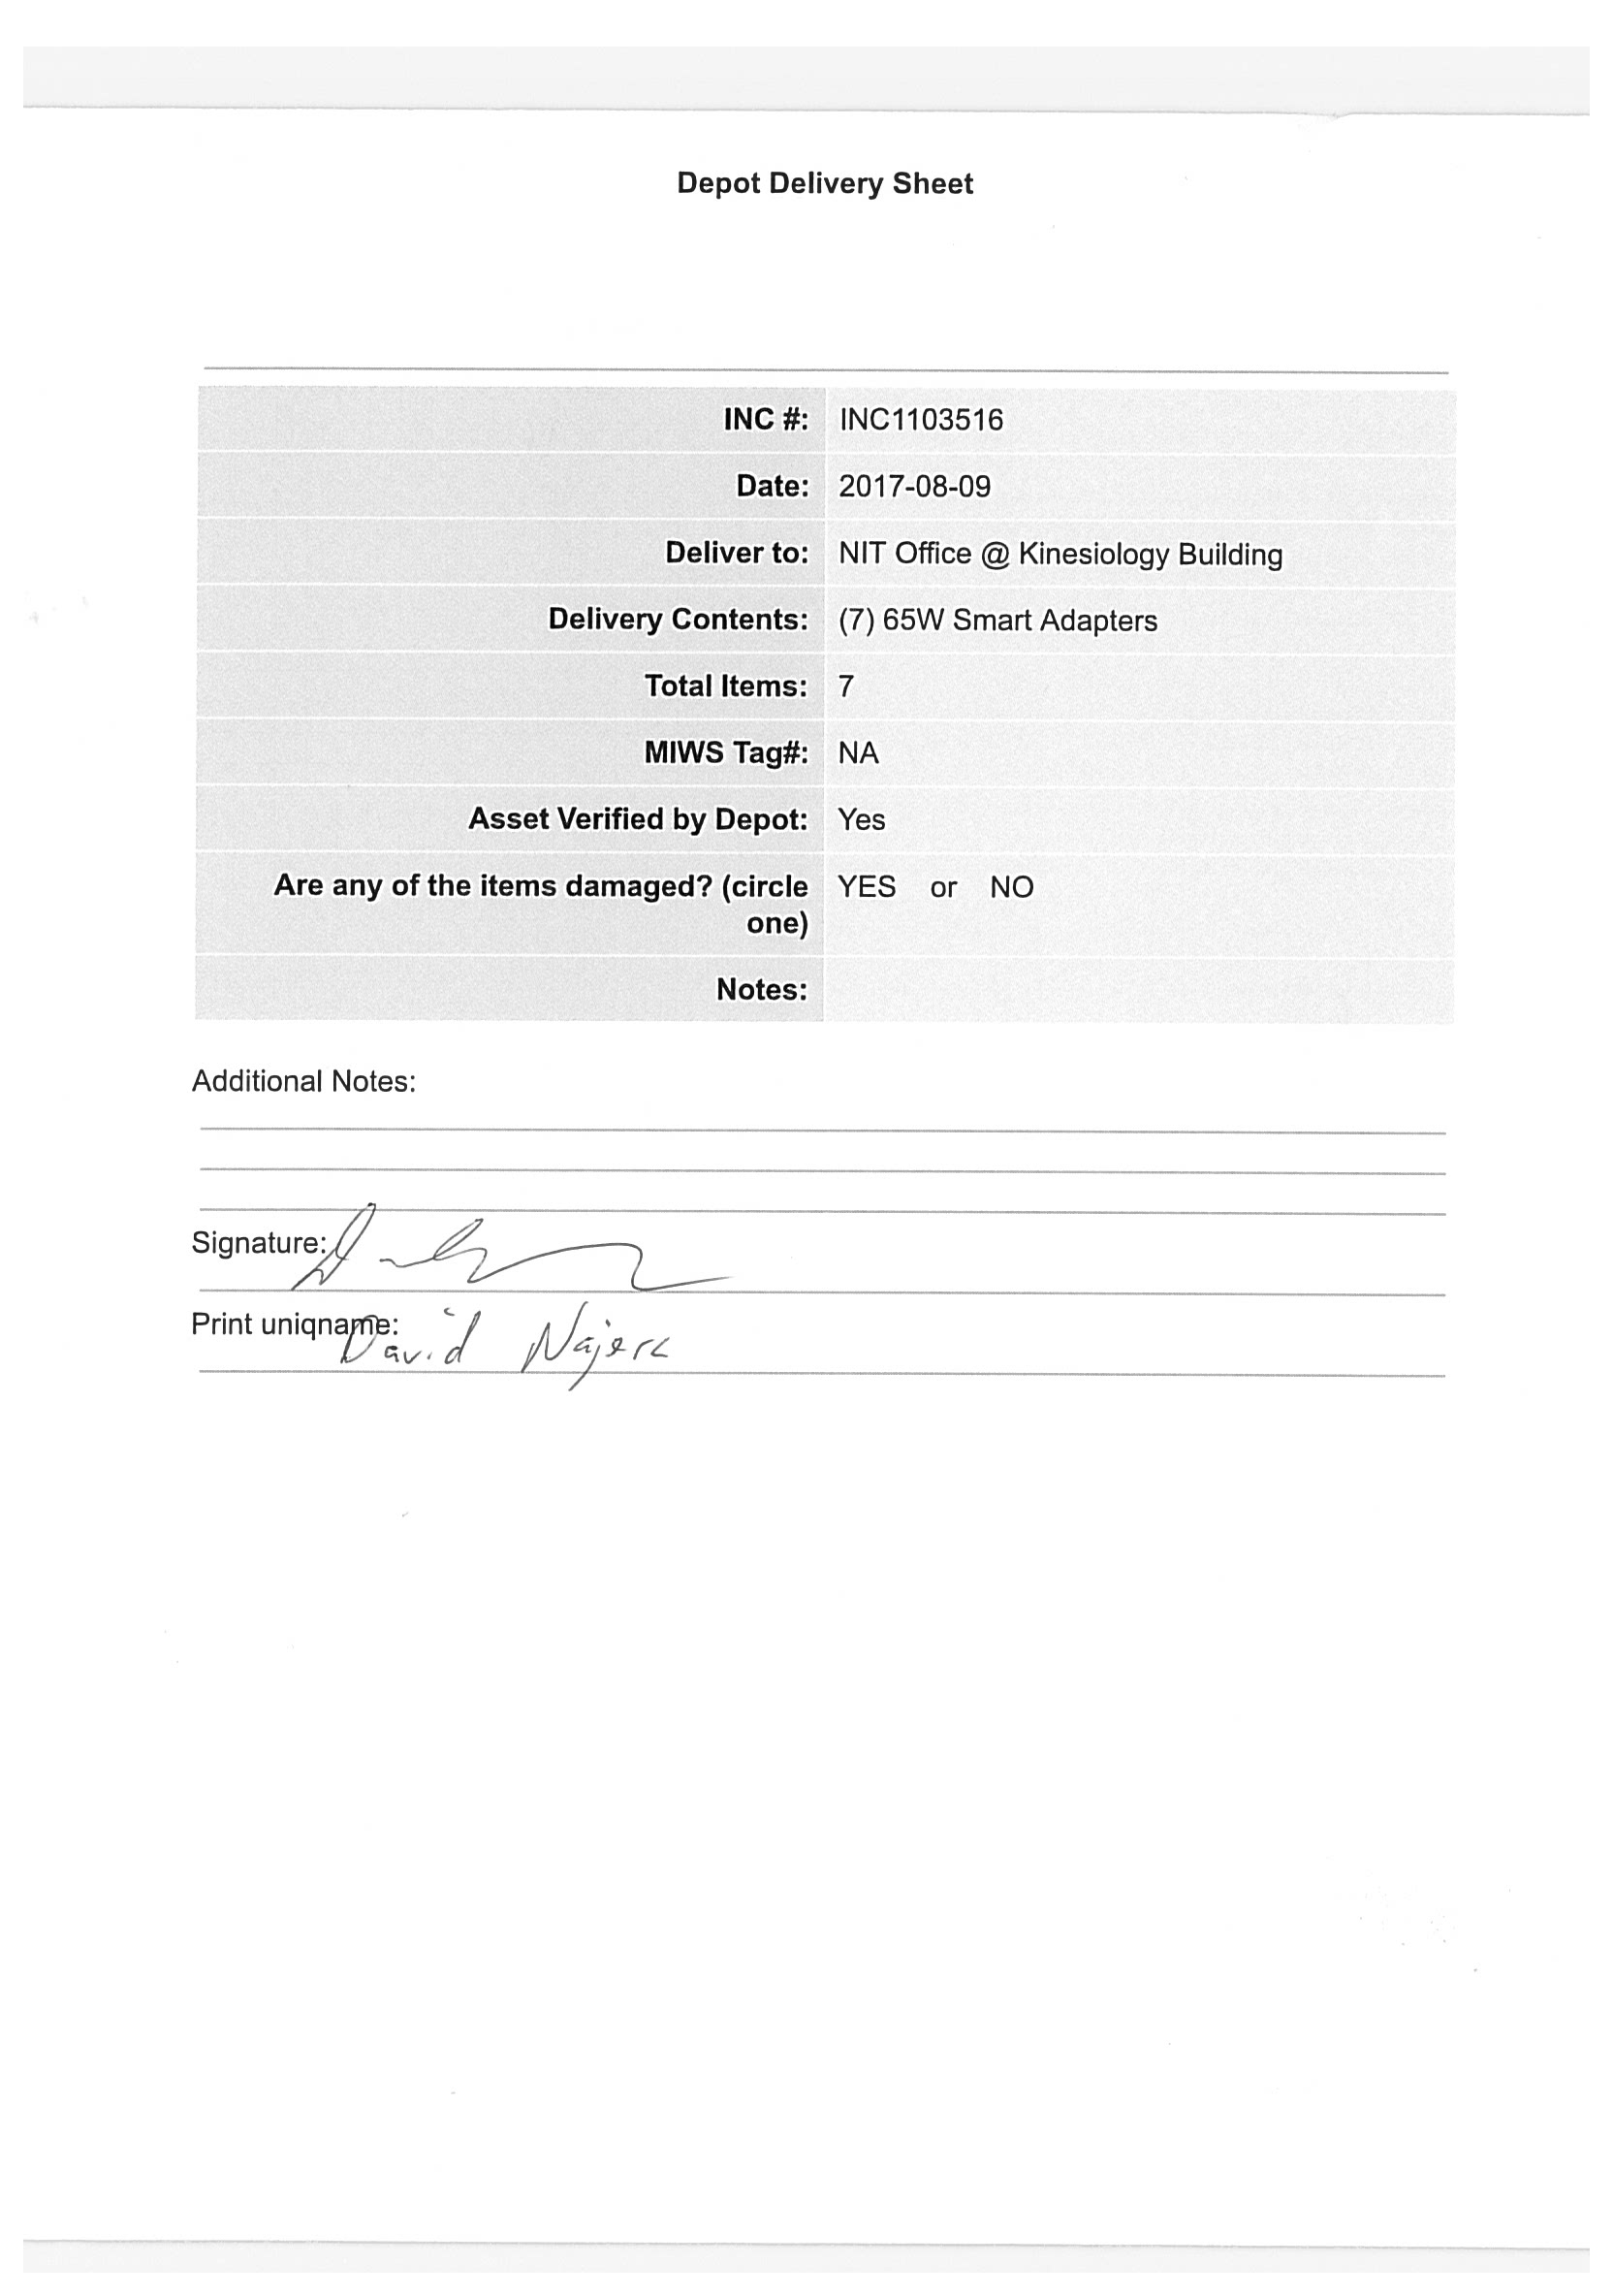 Depot Delivery Sheet
INC #: INC1103516
Date: 2017-08-09
Deliver to: NIT Office @ Kinesiology Building
Delivery Contents: (7) 65W Smart Adapters
Total Items: 7
MIWS Tag#: NA
Asset Verified by Depot: Yes
Are any of the items damaged? (circle YES or NO
one)
Notes:
Additional Notes:
Signature:
Print uniqname: David Najera